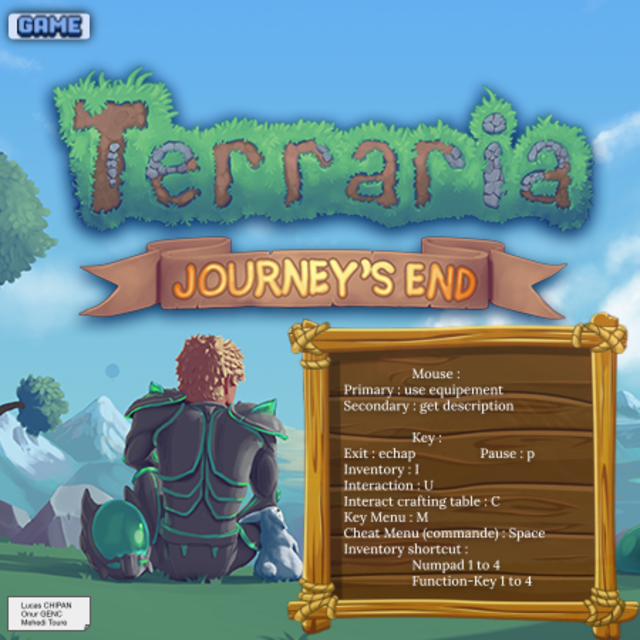 GAME
Terraria
JOURNEY'S END
Mouse :
Primary : use equipement
Secondary : get description
Key :
Exit : echap Pause : p
Inventory : I
Interaction : U
Interact crafting table : C
Key Menu : M
Cheat Menu (commande) : Space
Inventory shortcut :
Numpad 1 to 4
Function-Key 1 to 4
Lucas CHIPAN
Onur GENC
Mehedi Toure